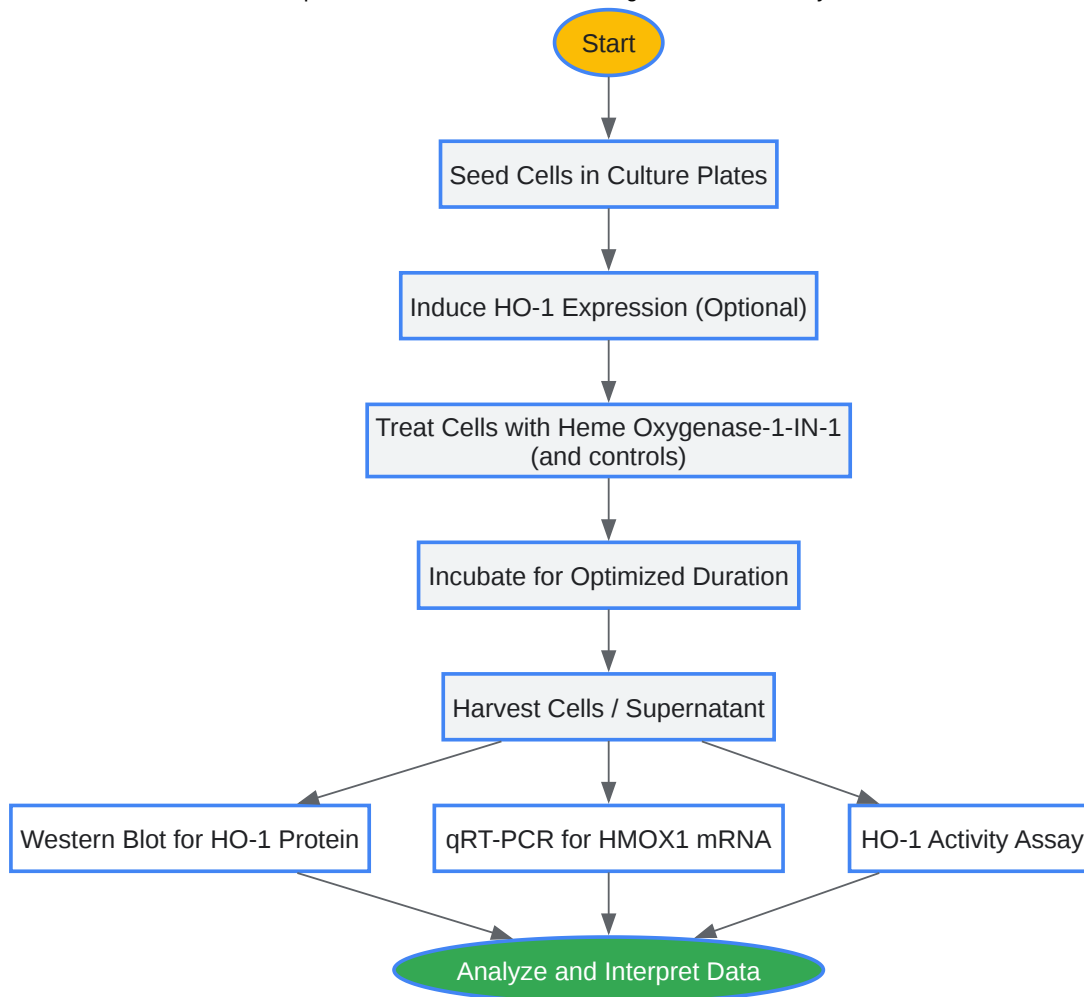 Start
Seed Cells in Culture Plates
Induce HO-1 Expression (Optional)
Treat Cells with Heme Oxygenase-1-IN-1
(and controls)
Incubate for Optimized Duration
Harvest Cells / Supernatant
Western Blot for HO-1 Protein
qRT-PCR for HMOX1 mRNA
HO-1 Activity Assay
Analyze and Interpret Data